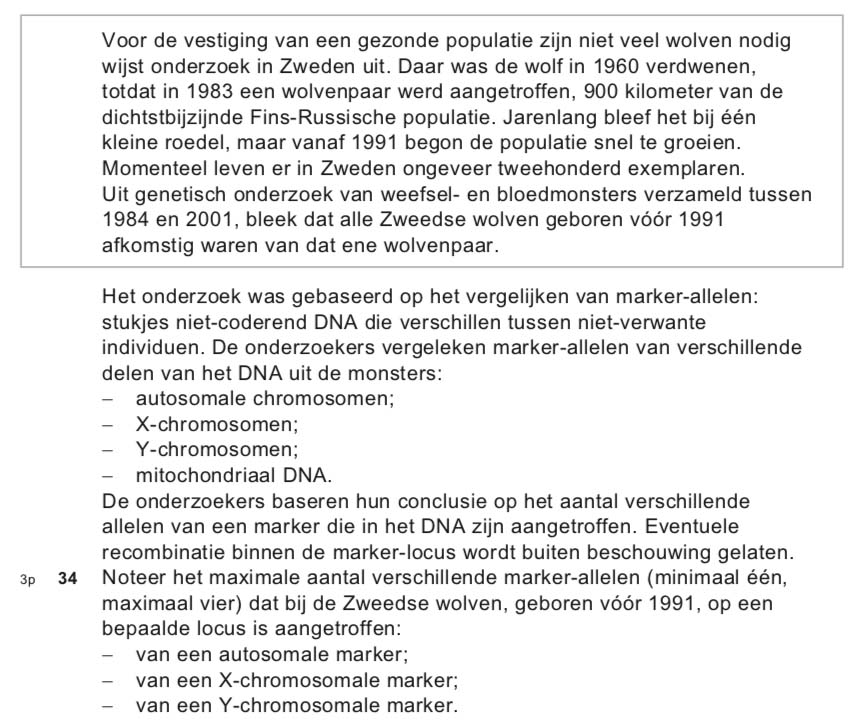 Voor de vestiging van een gezonde populatie zijn niet veel wolven nodig
wijst onderzoek in Zweden uit. Daar was de wolf in 1960 verdwenen,
totdat in 1983 een wolvenpaar werd aangetroffen, 900 kilometer van de
dichtstbijzijnde Fins-Russische populatie. Jarenlang bleef het bij één
kleine roedel, maar vanaf 1991 begon de populatie snel te groeien.
Momenteel leven er in Zweden ongeveer tweehonderd exemplaren.
Uit genetisch onderzoek van weefsel- en bloedmonsters verzameld tussen
1984 en 2001, bleek dat alle Zweedse wolven geboren vóór 1991
afkomstig waren van dat ene wolvenpaar.
Het onderzoek was gebaseerd op het vergelijken van marker-allelen:
stukjes niet-coderend DNA die verschillen tussen niet-verwante
individuen. De onderzoekers vergeleken marker-allelen van verschillende
delen van het DNA uit de monsters:
– autosomale chromosomen;
– X-chromosomen;
– Y-chromosomen;
– mitochondriaal DNA.
De onderzoekers baseren hun conclusie op het aantal verschillende
allelen van een marker die in het DNA zijn aangetroffen. Eventuele
recombinatie binnen de marker-locus wordt buiten beschouwing gelaten.
3p 34 Noteer het maximale aantal verschillende marker-allelen (minimaal één,
maximaal vier) dat bij de Zweedse wolven, geboren vóór 1991, op een
bepaalde locus is aangetroffen:
– van een autosomale marker;
– van een X-chromosomale marker;
– van een Y-chromosomale marker.